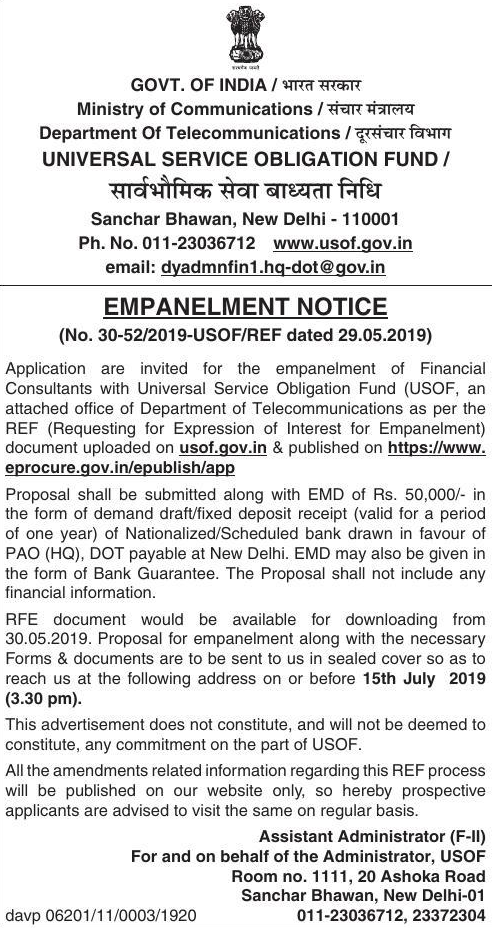 GOVT. OF INDIA / भारत सरकार
Ministry of Communications / संचार मंत्रालय
Department Of Telecommunications / दूरसंचार विभाग
UNIVERSAL SERVICE OBLIGATION FUND /
सार्वभौमिक सेवा बाध्यता निधि
Sanchar Bhawan, New Delhi - 110001
Ph. No. 011-23036712 www.usof.gov.in
email: dyadmnfin1.hq-dot@gov.in
EMPANELMENT NOTICE
(No. 30-52/2019-USOF/REF dated 29.05.2019)
Application are invited for the empanelment of Financial
Consultants with Universal Service Obligation Fund (USOF, an
attached office of Department of Telecommunications as per the
REF (Requesting for Expression of Interest for Empanelment)
document uploaded on usof.gov.in & published on https://www.
eprocure.gov.in/epublish/app
Proposal shall be submitted along with EMD of Rs. 50,000/- in
the form of demand draft/fixed deposit receipt (valid for a period
of one year) of Nationalized/Scheduled bank drawn in favour of
PAO (HQ), DOT payable at New Delhi. EMD may also be given in
the form of Bank Guarantee. The Proposal shall not include any
financial information.
RFE document would be available for downloading from
30.05.2019. Proposal for empanelment along with the necessary
Forms & documents are to be sent to us in sealed cover so as to
reach us at the following address on or before 15th July 2019
(3.30 pm).
This advertisement does not constitute, and will not be deemed to
constitute, any commitment on the part of USOF.
All the amendments related information regarding this REF process
will be published on our website only, so hereby prospective
applicants are advised to visit the same on regular basis.
Assistant Administrator (F-II)
For and on behalf of the Administrator, USOF
Room no. 1111, 20 Ashoka Road
Sanchar Bhawan, New Delhi-01
davp 06201/11/0003/1920 011-23036712, 23372304